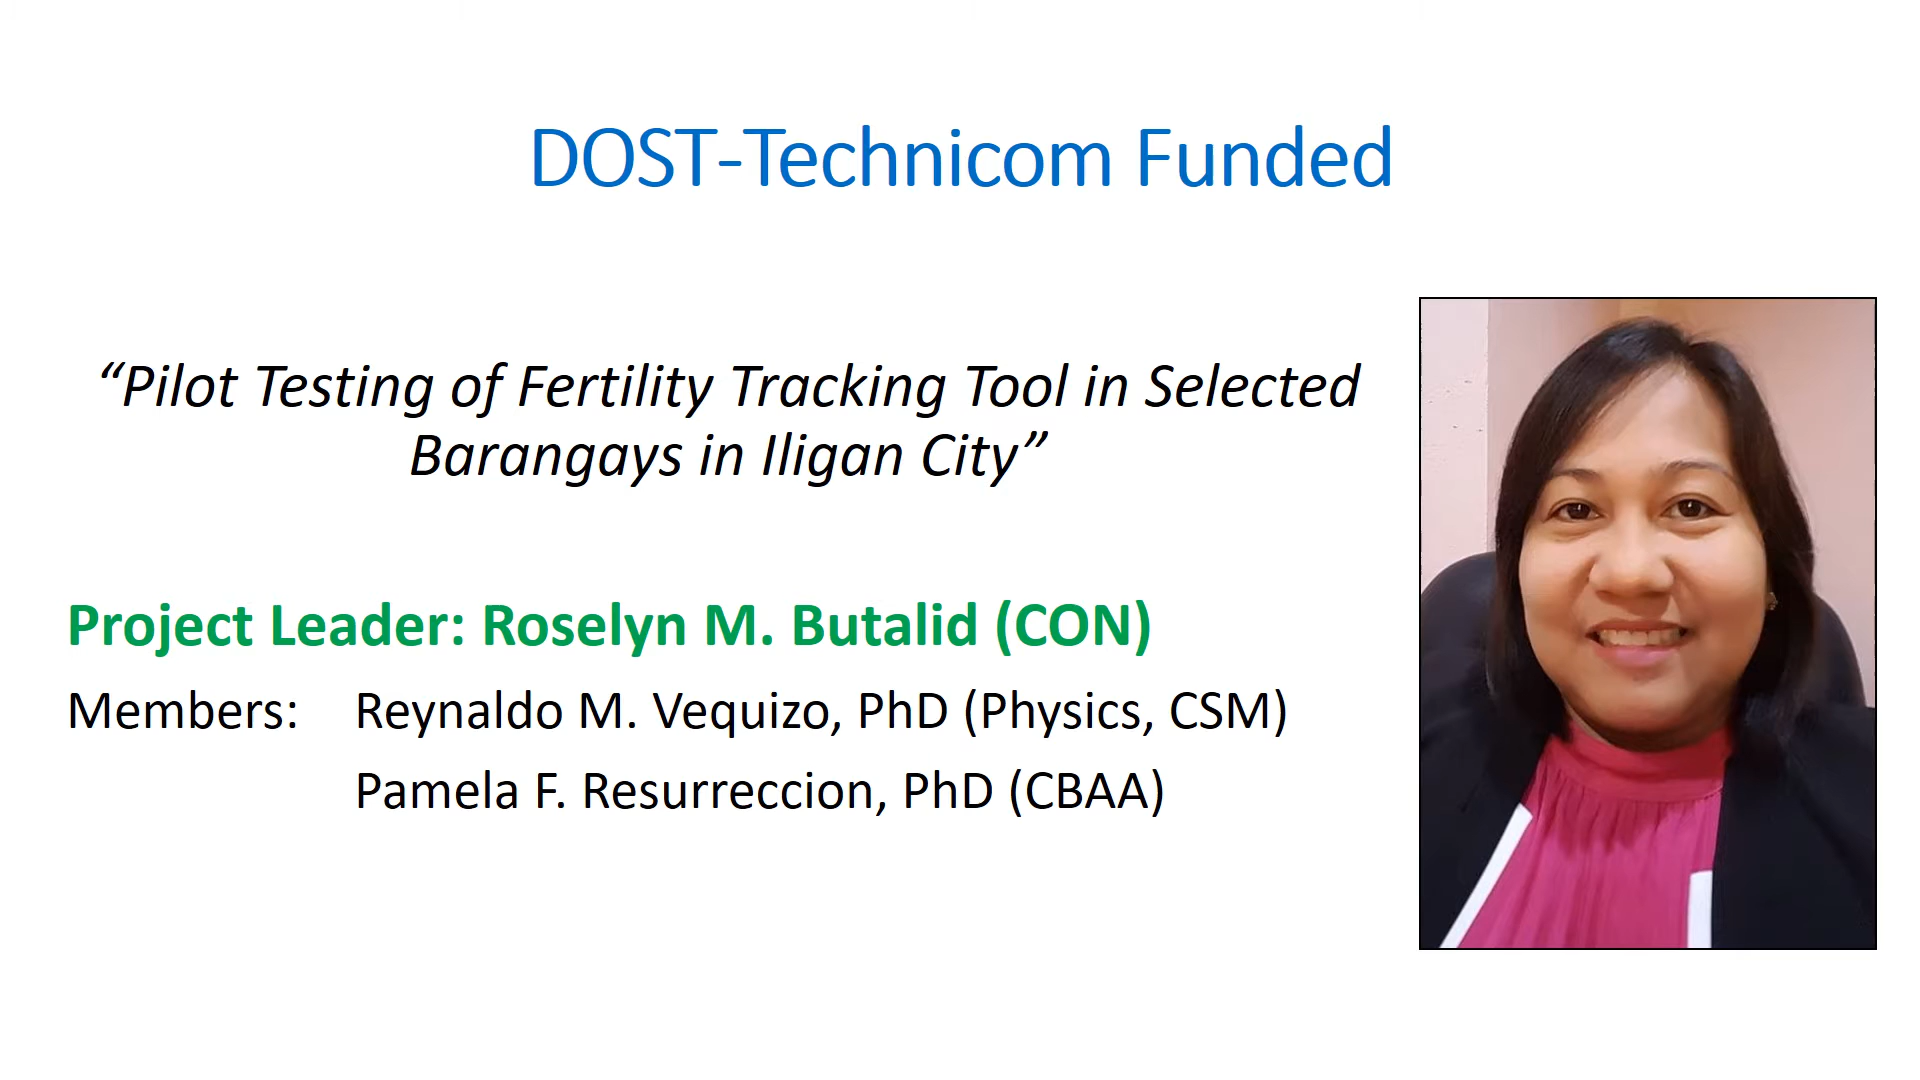 DOST-Technicom Funded
“Pilot Testing of Fertility Tracking Tool in Selected
Barangays in Iligan City”
Project Leader: Roselyn M. Butalid (CON)
Members: Reynaldo M. Vequizo, PhD (Physics, CSM)
Pamela F. Resurreccion, PhD (CBAA)